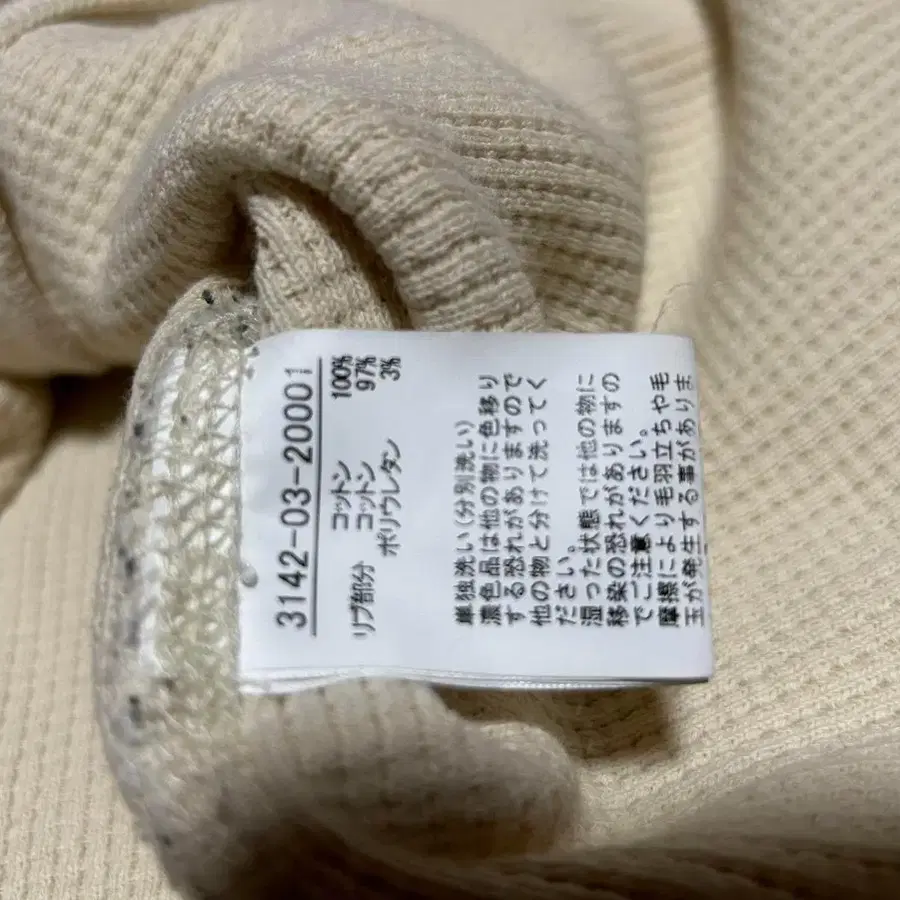 3142-03-20001
コットン 100%
リブ部分 コットン 97%
ポリウレタン 3%
単独洗い(分別洗い)
濃色品は他の物に色移り
する恐れがありますので
他の物と分けて洗ってく
ださい。
湿った状態では他の物に
移染の恐れがありますの
でご注意ください。
摩擦により毛羽立ちや毛
玉が発生する事がありま